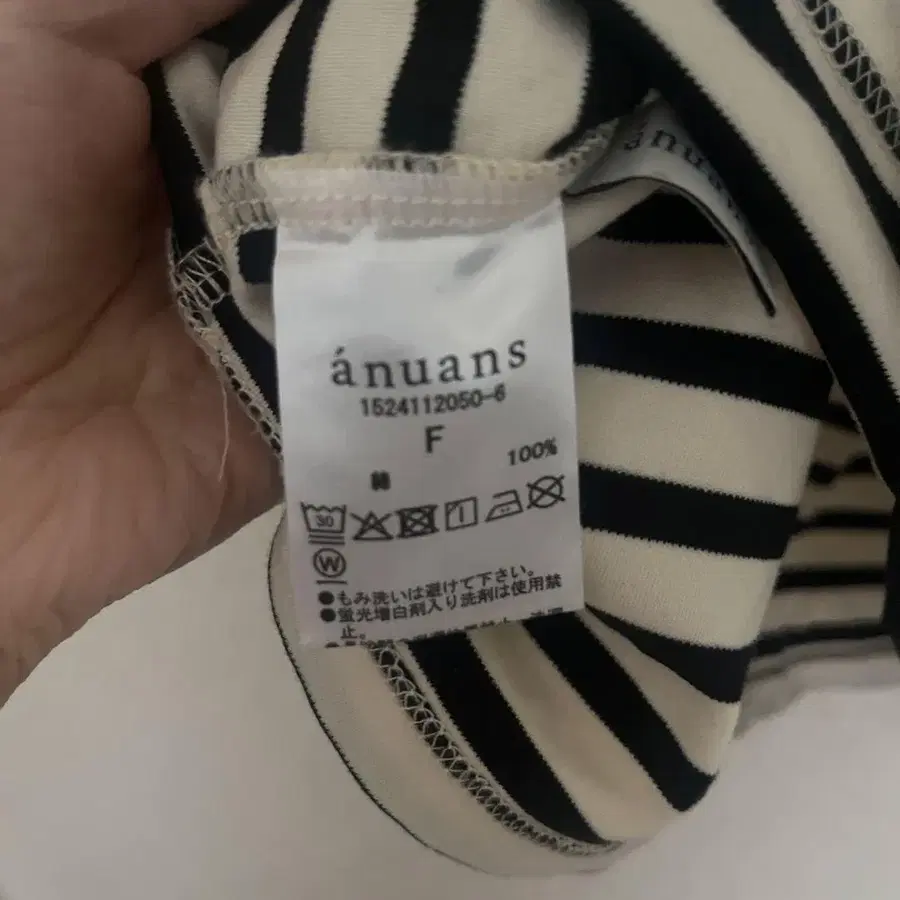 ánuans
ánuans
1524112050-6
F
綿 100%
30
W
●もみ洗いは避けて下さい。
●蛍光増白剤入り洗剤は使用禁
止。